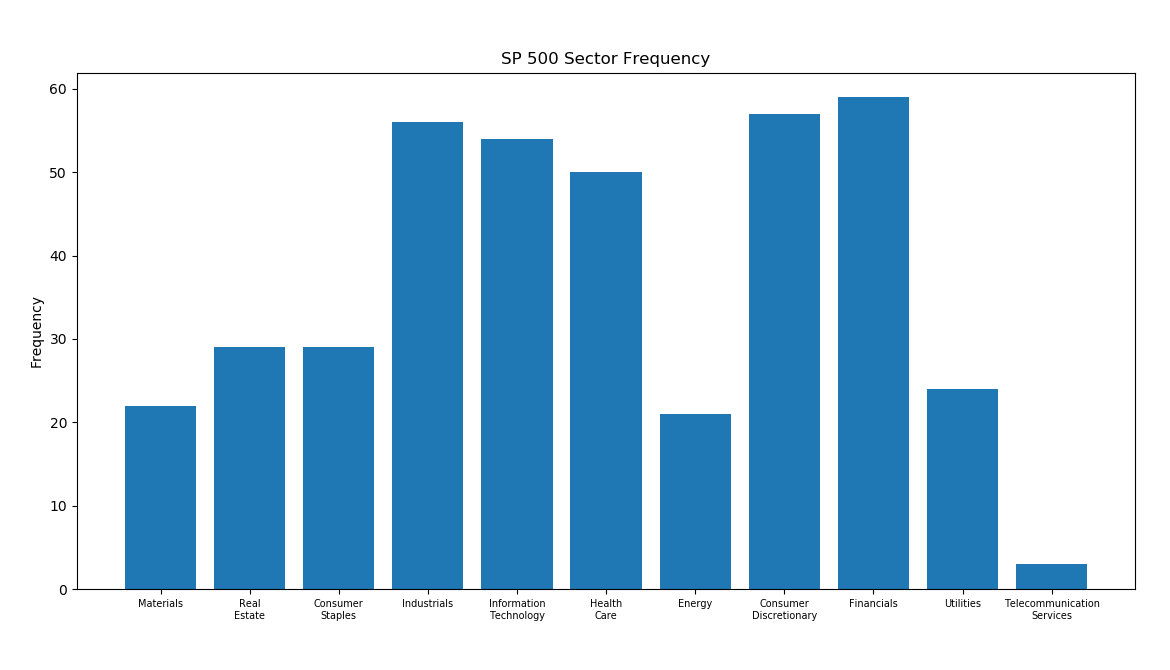 SP 500 Sector Frequency
60
50
40
30
20
10
0
Frequency
Materials
Real
Estate
Consumer
Staples
Industrials
Information
Technology
Health
Care
Energy
Consumer
Discretionary
Financials
Utilities
Telecommunication
Services